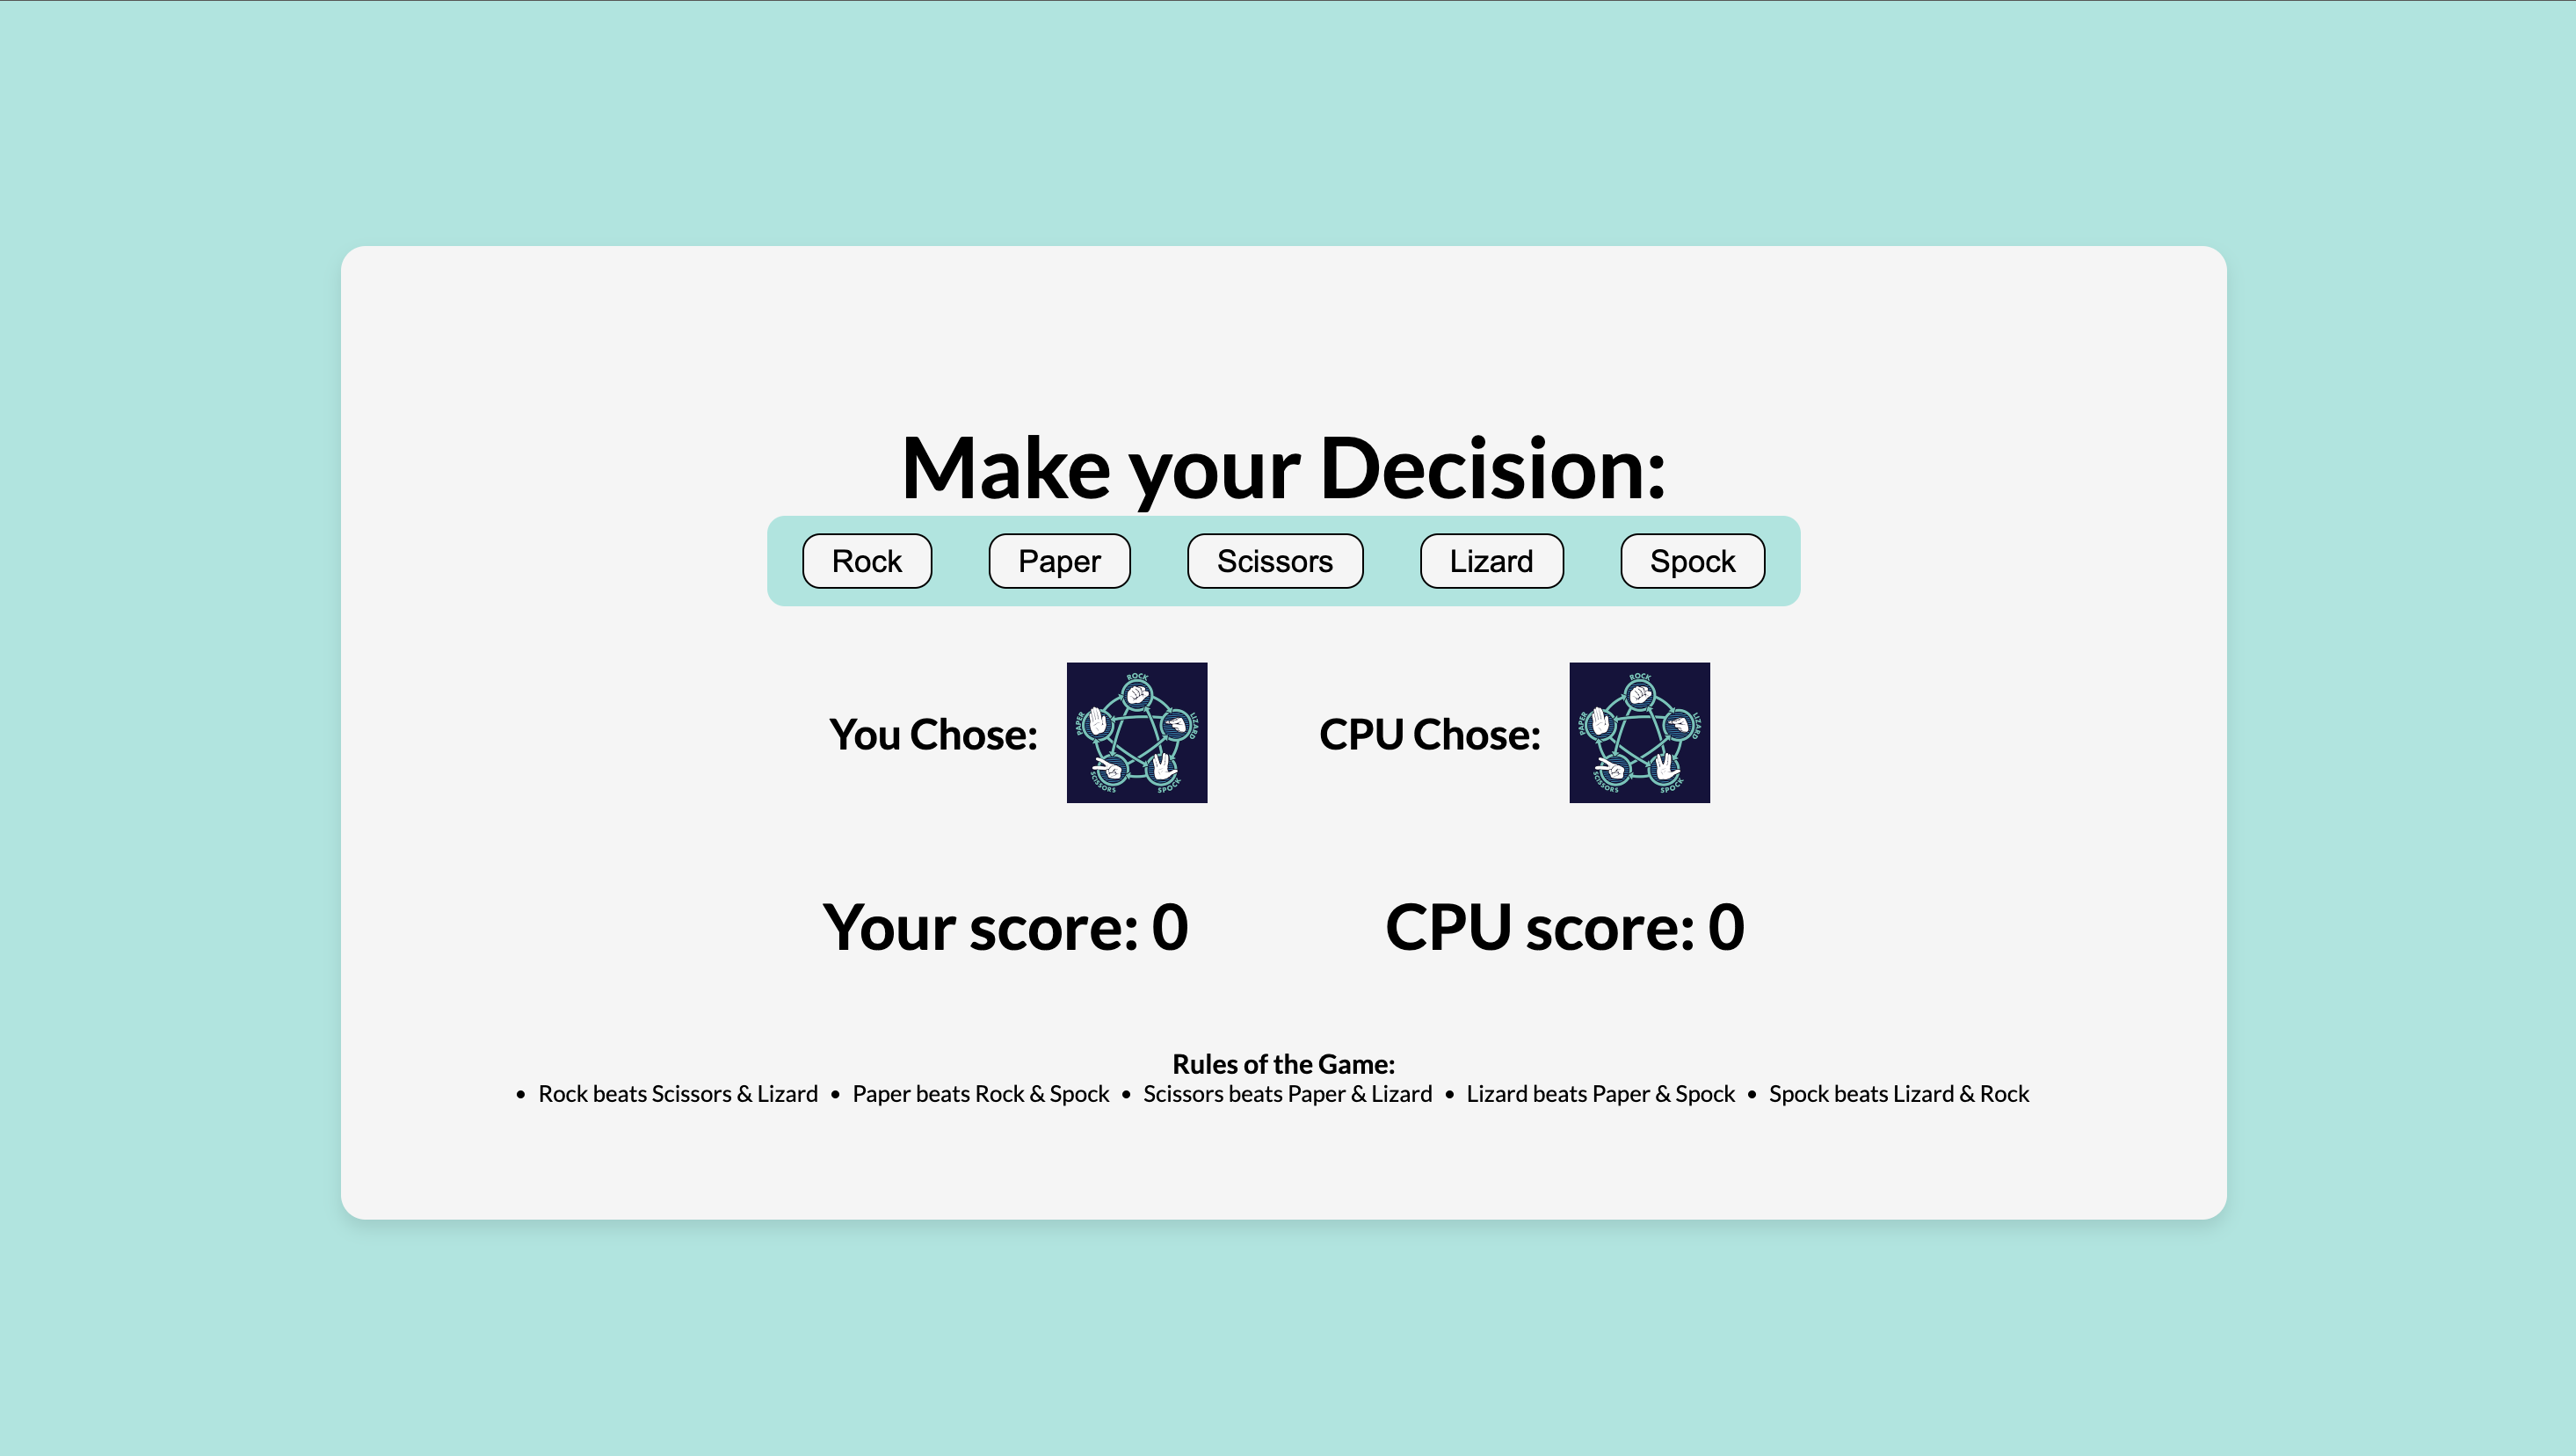 Make your Decision:
Rock Paper Scissors Lizard Spock
You Chose:
ROCK
PAPER
LIZARD
SCISSORS
SPOCK
CPU Chose:
ROCK
PAPER
LIZARD
SCISSORS
SPOCK
Your score: 0 CPU score: 0
Rules of the Game:
• Rock beats Scissors & Lizard • Paper beats Rock & Spock • Scissors beats Paper & Lizard • Lizard beats Paper & Spock • Spock beats Lizard & Rock